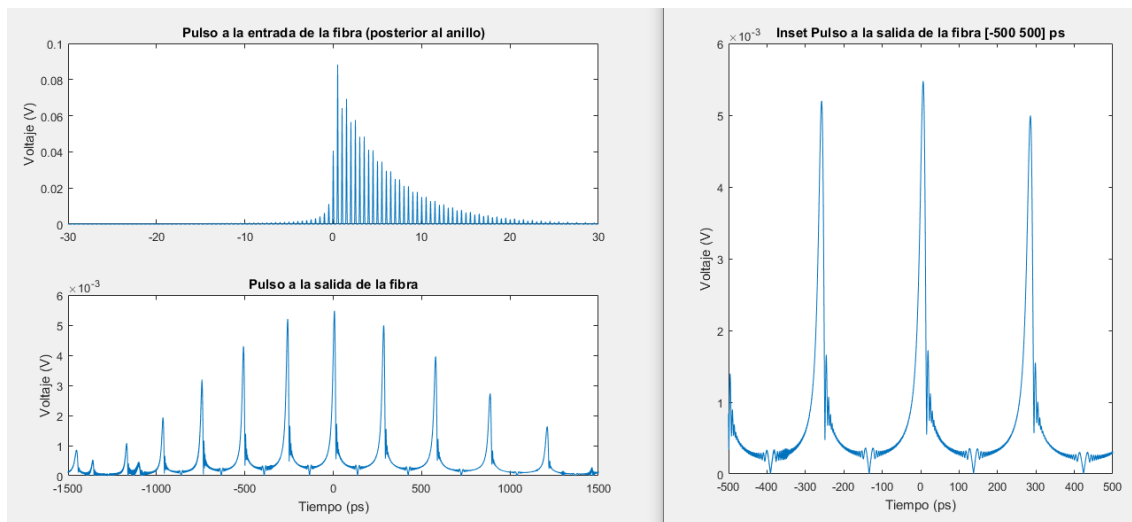 Pulso a la entrada de la fibra (posterior al anillo)
0.1
0.08
0.06
0.04
0.02
0
Voltaje (V)
-30 -20 -10 0 10 20 30
Pulso a la salida de la fibra
×10⁻³
6
5
4
3
2
1
0
Voltaje (V)
-1500 -1000 -500 0 500 1000 1500
Tiempo (ps)
Inset Pulso a la salida de la fibra [-500 500] ps
×10⁻³
6
5
4
3
2
1
0
Voltaje (V)
-500 -400 -300 -200 -100 0 100 200 300 400 500
Tiempo (ps)